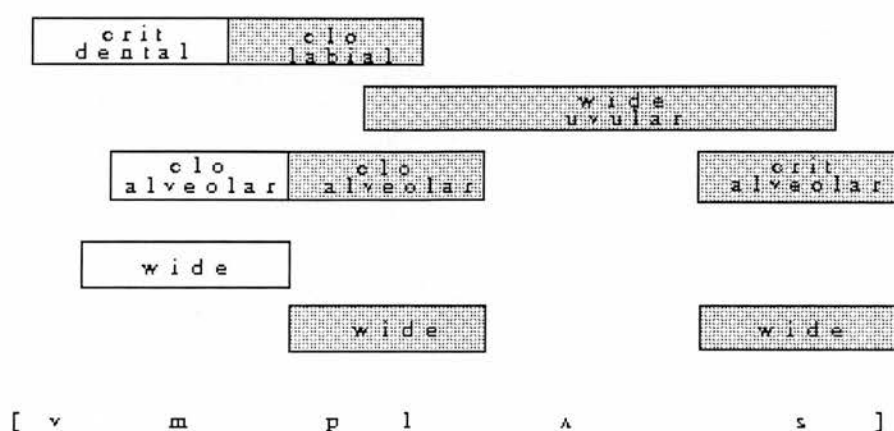 crit dental
clo labial
wide uvular
clo alveolar
clo alveolar
crit alveolar
wide
wide
wide
[ v m p l ʌ s ]